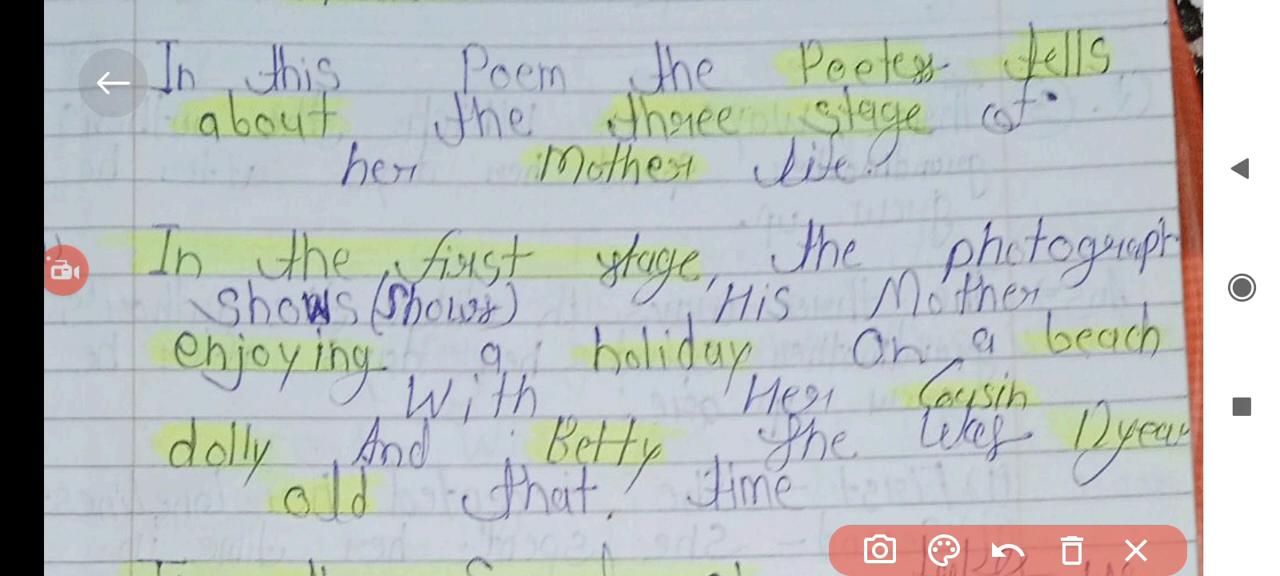 In this Poem the Poetess tells
about the three stage of
her Mother life.
In the first stage, the photograph
shows (shows) His Mother
enjoying a holiday on a beach
With Her Cousin
dolly And Betty she was 12 year
old that time